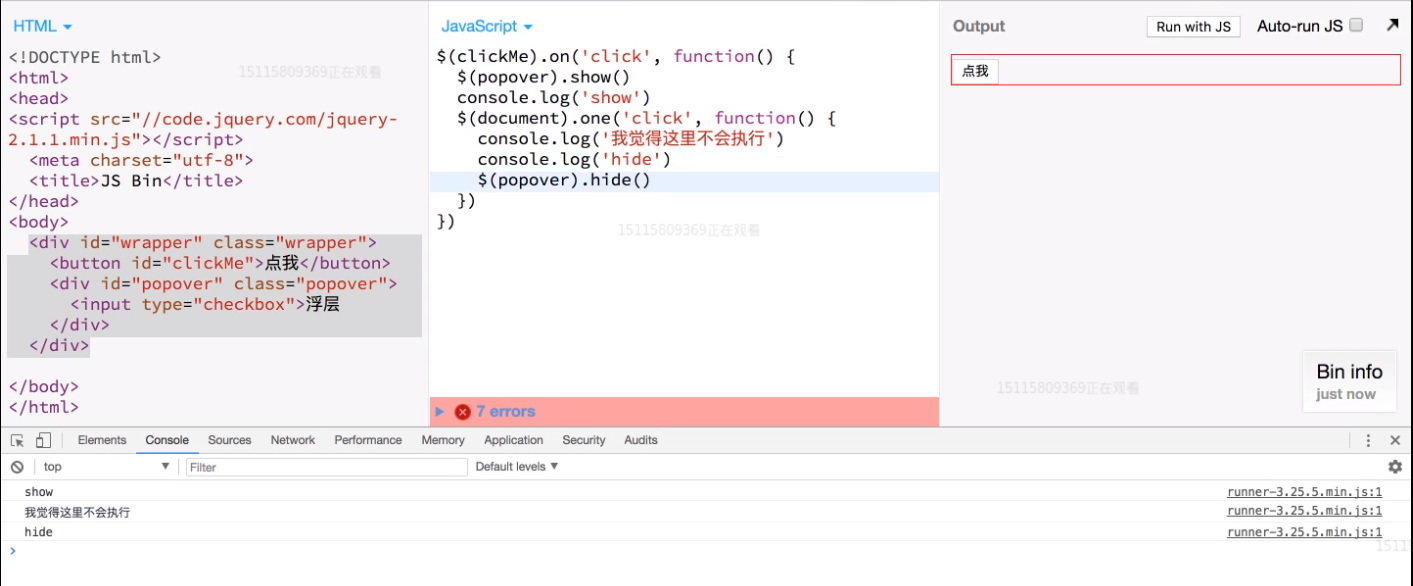 HTML
<!DOCTYPE html>
<html>
<head>
<script src="//code.jquery.com/jquery-
2.1.1.min.js"></script>
<meta charset="utf-8">
<title>JS Bin</title>
</head>
<body>
<div id="wrapper" class="wrapper">
<button id="clickMe">点我</button>
<div id="popover" class="popover">
<input type="checkbox">浮层
</div>
</div>
</body>
</html>
15115809369正在观看
JavaScript
$(clickMe).on('click', function() {
$(popover).show()
console.log('show')
$(document).one('click', function() {
console.log('我觉得这里不会执行')
console.log('hide')
$(popover).hide()
})
})
15115809369正在观看
7 errors
Output
Run with JS
Auto-run JS
点我
15115809369正在观看
Bin info
just now
Elements Console Sources Network Performance Memory Application Security Audits
top Filter Default levels
show runner-3.25.5.min.js:1
我觉得这里不会执行 runner-3.25.5.min.js:1
hide runner-3.25.5.min.js:1
1511